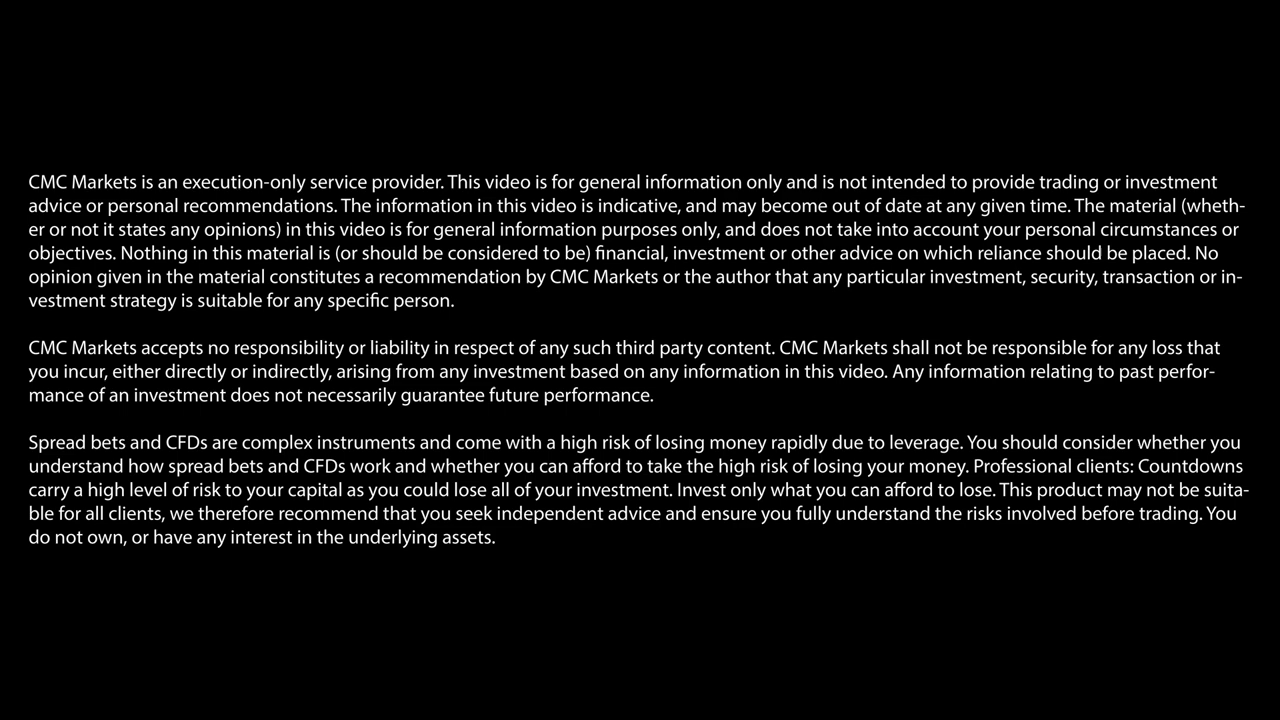 CMC Markets is an execution-only service provider. This video is for general information only and is not intended to provide trading or investment
advice or personal recommendations. The information in this video is indicative, and may become out of date at any given time. The material (wheth-
er or not it states any opinions) in this video is for general information purposes only, and does not take into account your personal circumstances or
objectives. Nothing in this material is (or should be considered to be) financial, investment or other advice on which reliance should be placed. No
opinion given in the material constitutes a recommendation by CMC Markets or the author that any particular investment, security, transaction or in-
vestment strategy is suitable for any specific person.
CMC Markets accepts no responsibility or liability in respect of any such third party content. CMC Markets shall not be responsible for any loss that
you incur, either directly or indirectly, arising from any investment based on any information in this video. Any information relating to past perfor-
mance of an investment does not necessarily guarantee future performance.
Spread bets and CFDs are complex instruments and come with a high risk of losing money rapidly due to leverage. You should consider whether you
understand how spread bets and CFDs work and whether you can afford to take the high risk of losing your money. Professional clients: Countdowns
carry a high level of risk to your capital as you could lose all of your investment. Invest only what you can afford to lose. This product may not be suita-
ble for all clients, we therefore recommend that you seek independent advice and ensure you fully understand the risks involved before trading. You
do not own, or have any interest in the underlying assets.